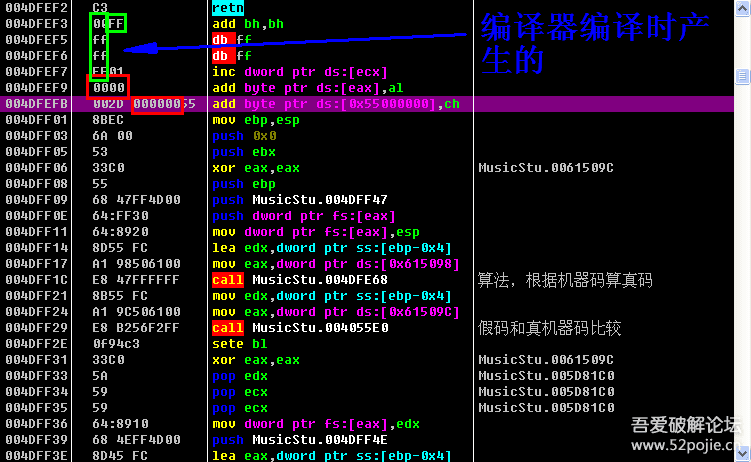 004DFEF2 C3 retn
004DFEF3 00FF add bh,bh
004DFEF5 ff db ff
004DFEF6 ff db ff
004DFEF7 FF01 inc dword ptr ds:[ecx]
004DFEF9 0000 add byte ptr ds:[eax],al
004DFEFB 002D 00000055 add byte ptr ds:[0x55000000],ch
004DFF01 8BEC mov ebp,esp
004DFF03 6A 00 push 0x0
004DFF05 53 push ebx
004DFF06 33C0 xor eax,eax MusicStu.0061509C
004DFF08 55 push ebp
004DFF09 68 47FF4D00 push MusicStu.004DFF47
004DFF0E 64:FF30 push dword ptr fs:[eax]
004DFF11 64:8920 mov dword ptr fs:[eax],esp
004DFF14 8D55 FC lea edx,dword ptr ss:[ebp-0x4]
004DFF17 A1 98506100 mov eax,dword ptr ds:[0x615098]
004DFF1C E8 47FFFFFF call MusicStu.004DFE68 算法，根据机器码算真码
004DFF21 8B55 FC mov edx,dword ptr ss:[ebp-0x4]
004DFF24 A1 9C506100 mov eax,dword ptr ds:[0x61509C]
004DFF29 E8 B256F2FF call MusicStu.004055E0 假码和真机器码比较
004DFF2E 0f94c3 sete bl
004DFF31 33C0 xor eax,eax MusicStu.0061509C
004DFF33 5A pop edx MusicStu.005D81C0
004DFF34 59 pop ecx MusicStu.005D81C0
004DFF35 59 pop ecx MusicStu.005D81C0
004DFF36 64:8910 mov dword ptr fs:[eax],edx
004DFF39 68 4EFF4D00 push MusicStu.004DFF4E
004DFF3E 8D45 FC lea eax,dword ptr ss:[ebp-0x4]
编译器编译时产
生的
吾爱破解论坛
www.52pojie.cn